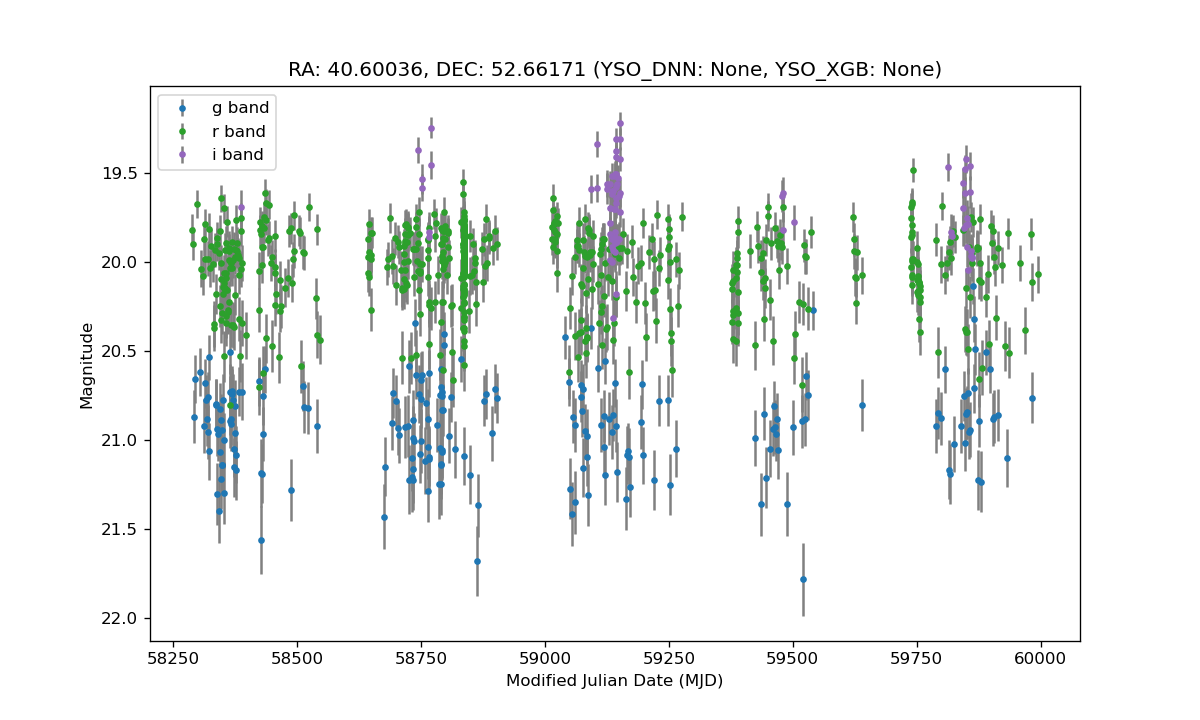 RA: 40.60036, DEC: 52.66171 (YSO_DNN: None, YSO_XGB: None)
g band
r band
i band
19.5
20.0
20.5
21.0
21.5
22.0
Magnitude
58250 58500 58750 59000 59250 59500 59750 60000
Modified Julian Date (MJD)